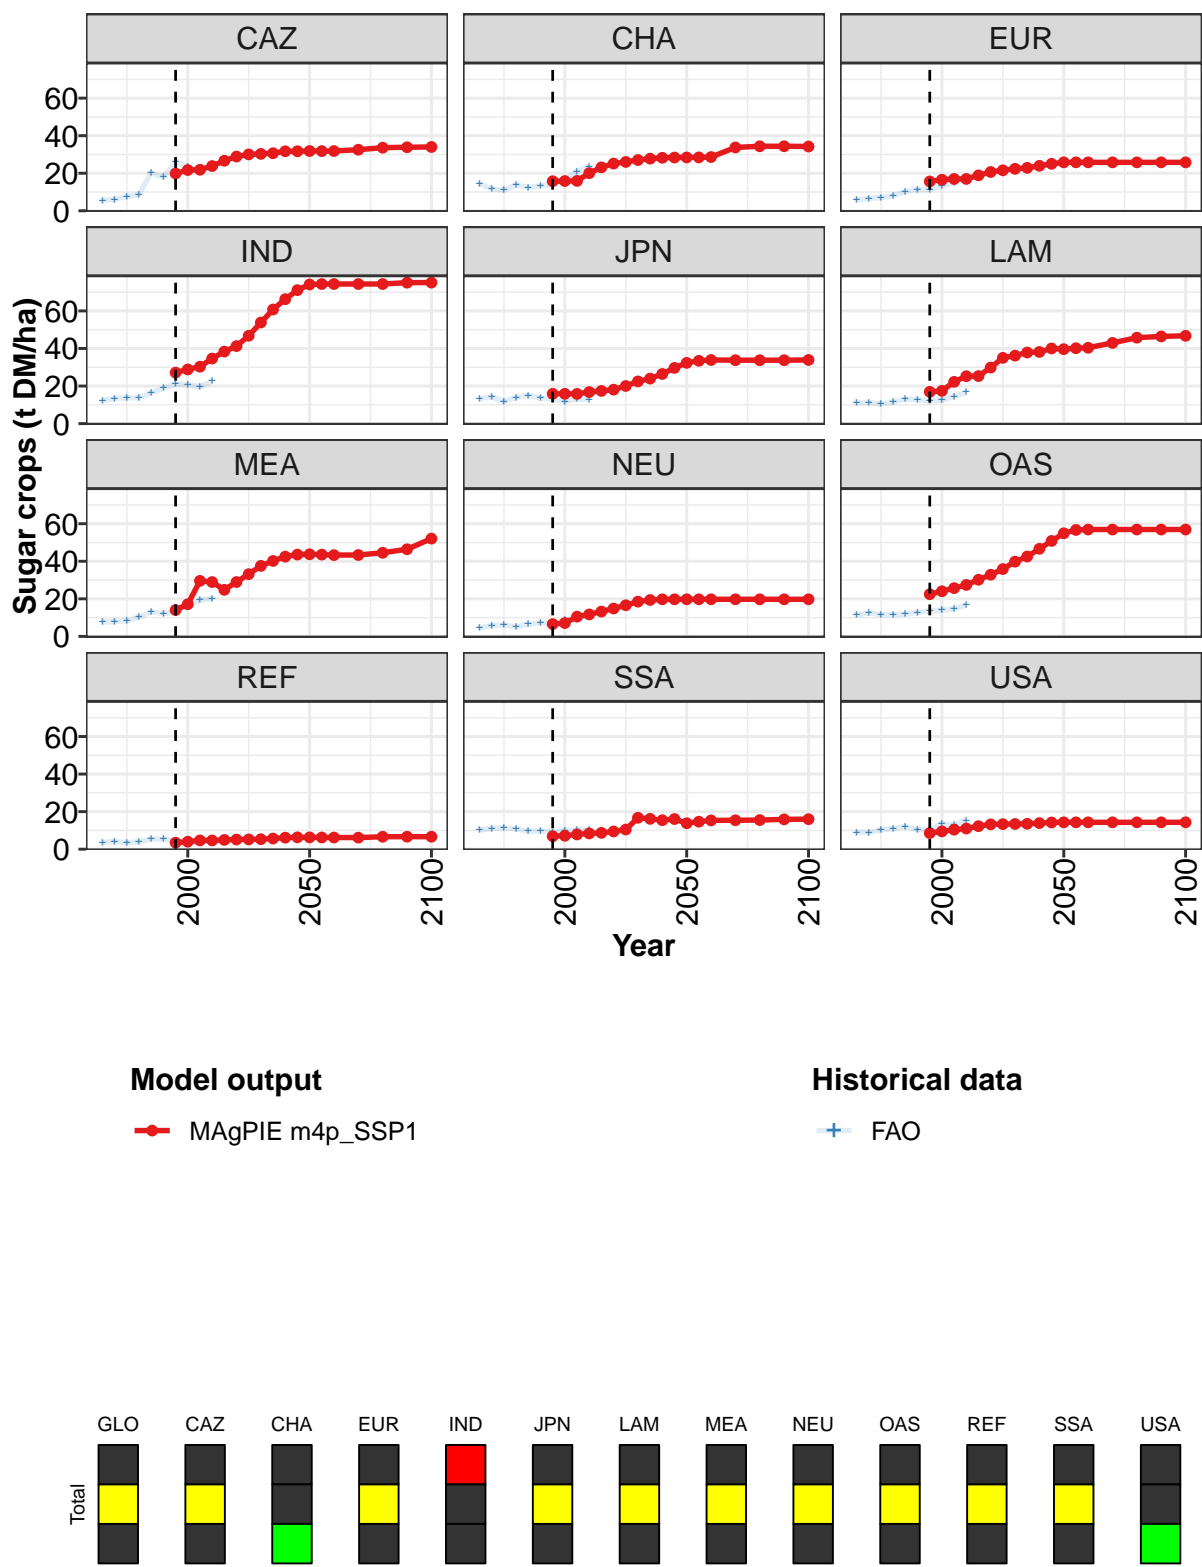 CAZ CHA EUR
60
40
20
0
IND JPN LAM
60
40
20
0
MEA NEU OAS
60
40
20
0
REF SSA USA
60
40
20
0
Sugar crops (t DM/ha)
2000 2050 2100 2000 2050 2100 2000 2050 2100
Year
Model output Historical data
MAgPIE m4p_SSP1 FAO
GLO CAZ CHA EUR IND JPN LAM MEA NEU OAS REF SSA USA
Total